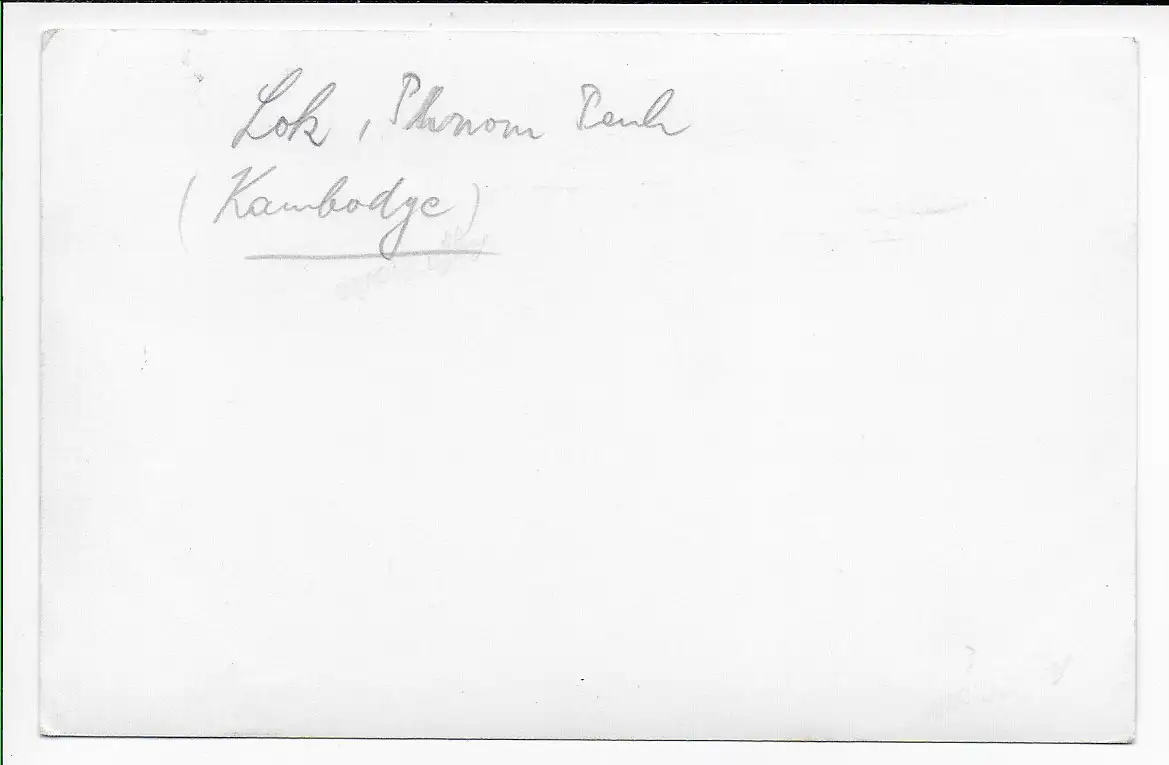 Lok, Phnom Penh
(Kambodge)